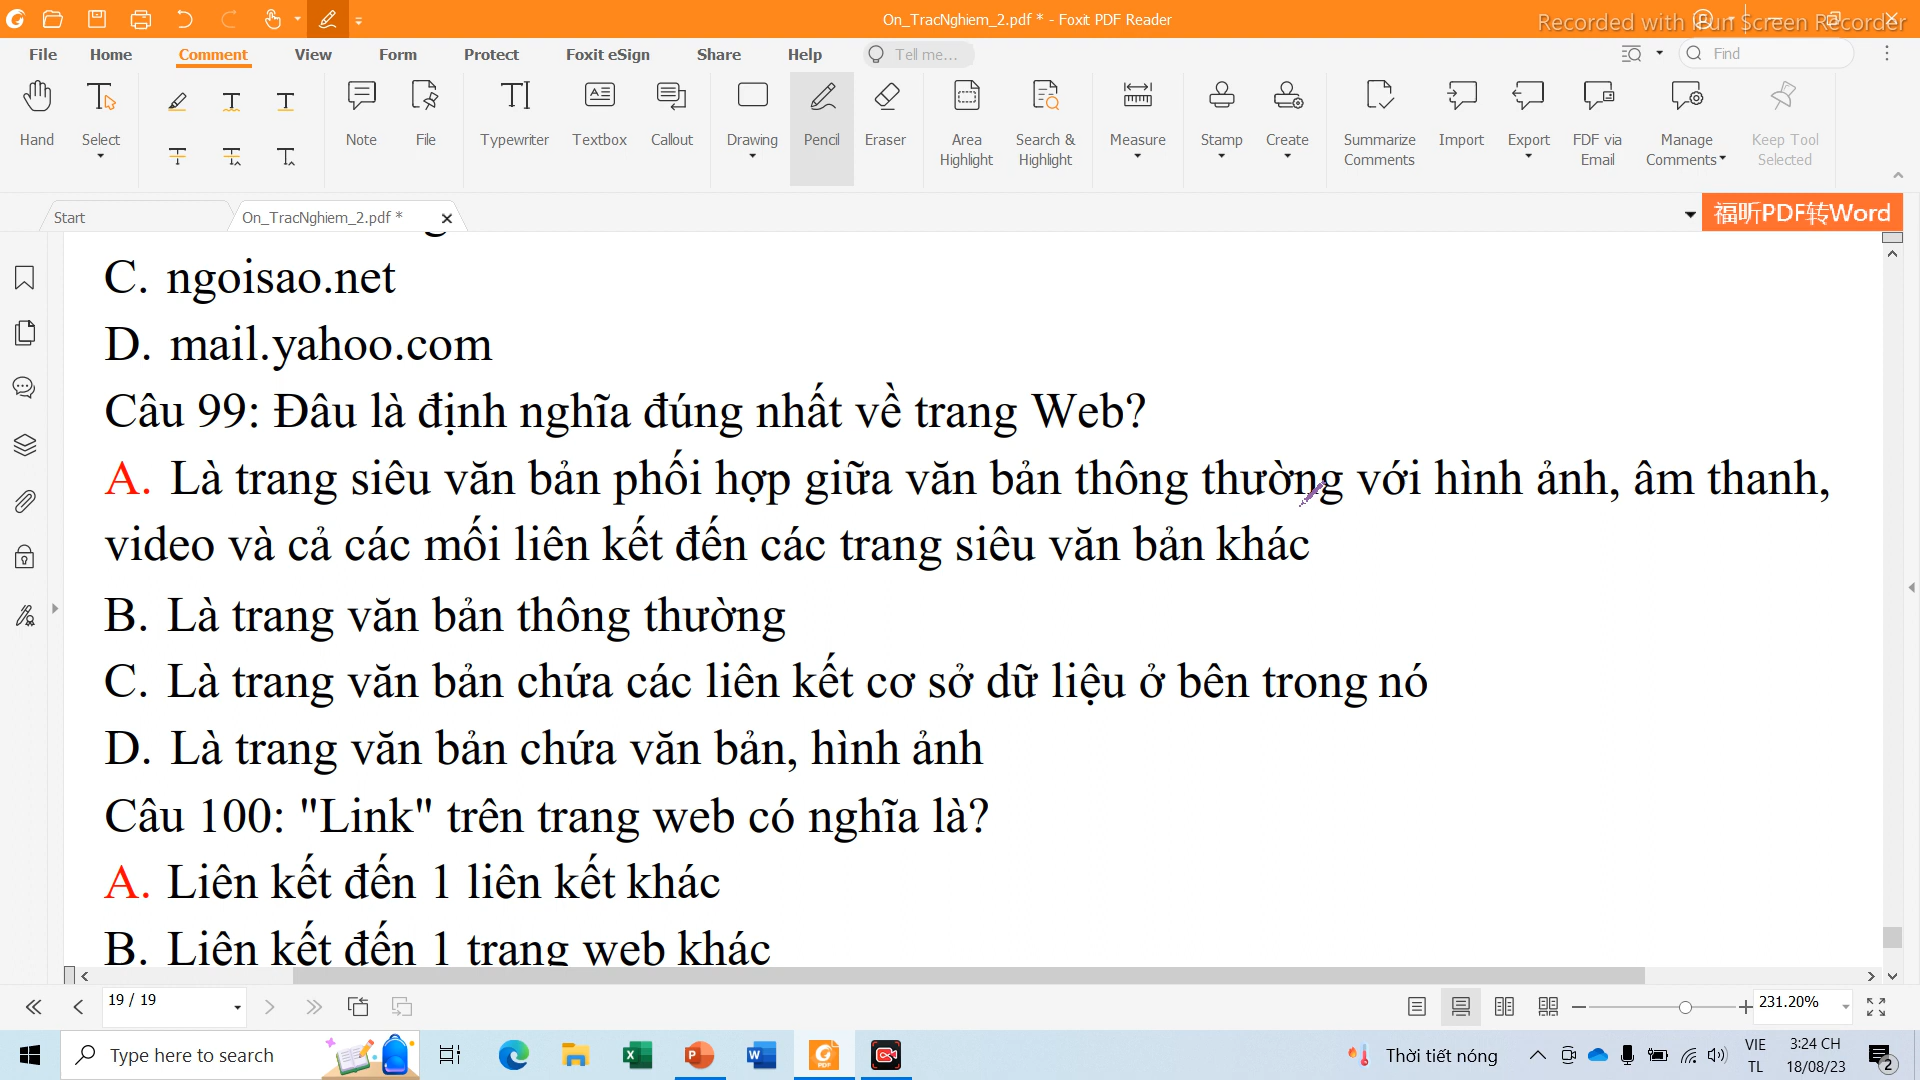 On_TracNghiem_2.pdf * - Foxit PDF Reader
Recorded with iFun Screen Recorder
File Home Comment View Form Protect Foxit eSign Share Help Tell me... Find
Hand Select Note File Typewriter Textbox Callout Drawing Pencil Eraser Area Highlight Search & Highlight Measure Stamp Create Summarize Comments Import Export FDF via Email Manage Comments Keep Tool Selected
Start On_TracNghiem_2.pdf * 福昕PDF转Word
C. ngoisao.net
D. mail.yahoo.com
Câu 99: Đâu là định nghĩa đúng nhất về trang Web?
A. Là trang siêu văn bản phối hợp giữa văn bản thông thường với hình ảnh, âm thanh,
video và cả các mối liên kết đến các trang siêu văn bản khác
B. Là trang văn bản thông thường
C. Là trang văn bản chứa các liên kết cơ sở dữ liệu ở bên trong nó
D. Là trang văn bản chứa văn bản, hình ảnh
Câu 100: "Link" trên trang web có nghĩa là?
A. Liên kết đến 1 liên kết khác
B. Liên kết đến 1 trang web khác
19 / 19 231.20%
Type here to search Thời tiết nóng VIE 3:24 CH
TL 18/08/23 2